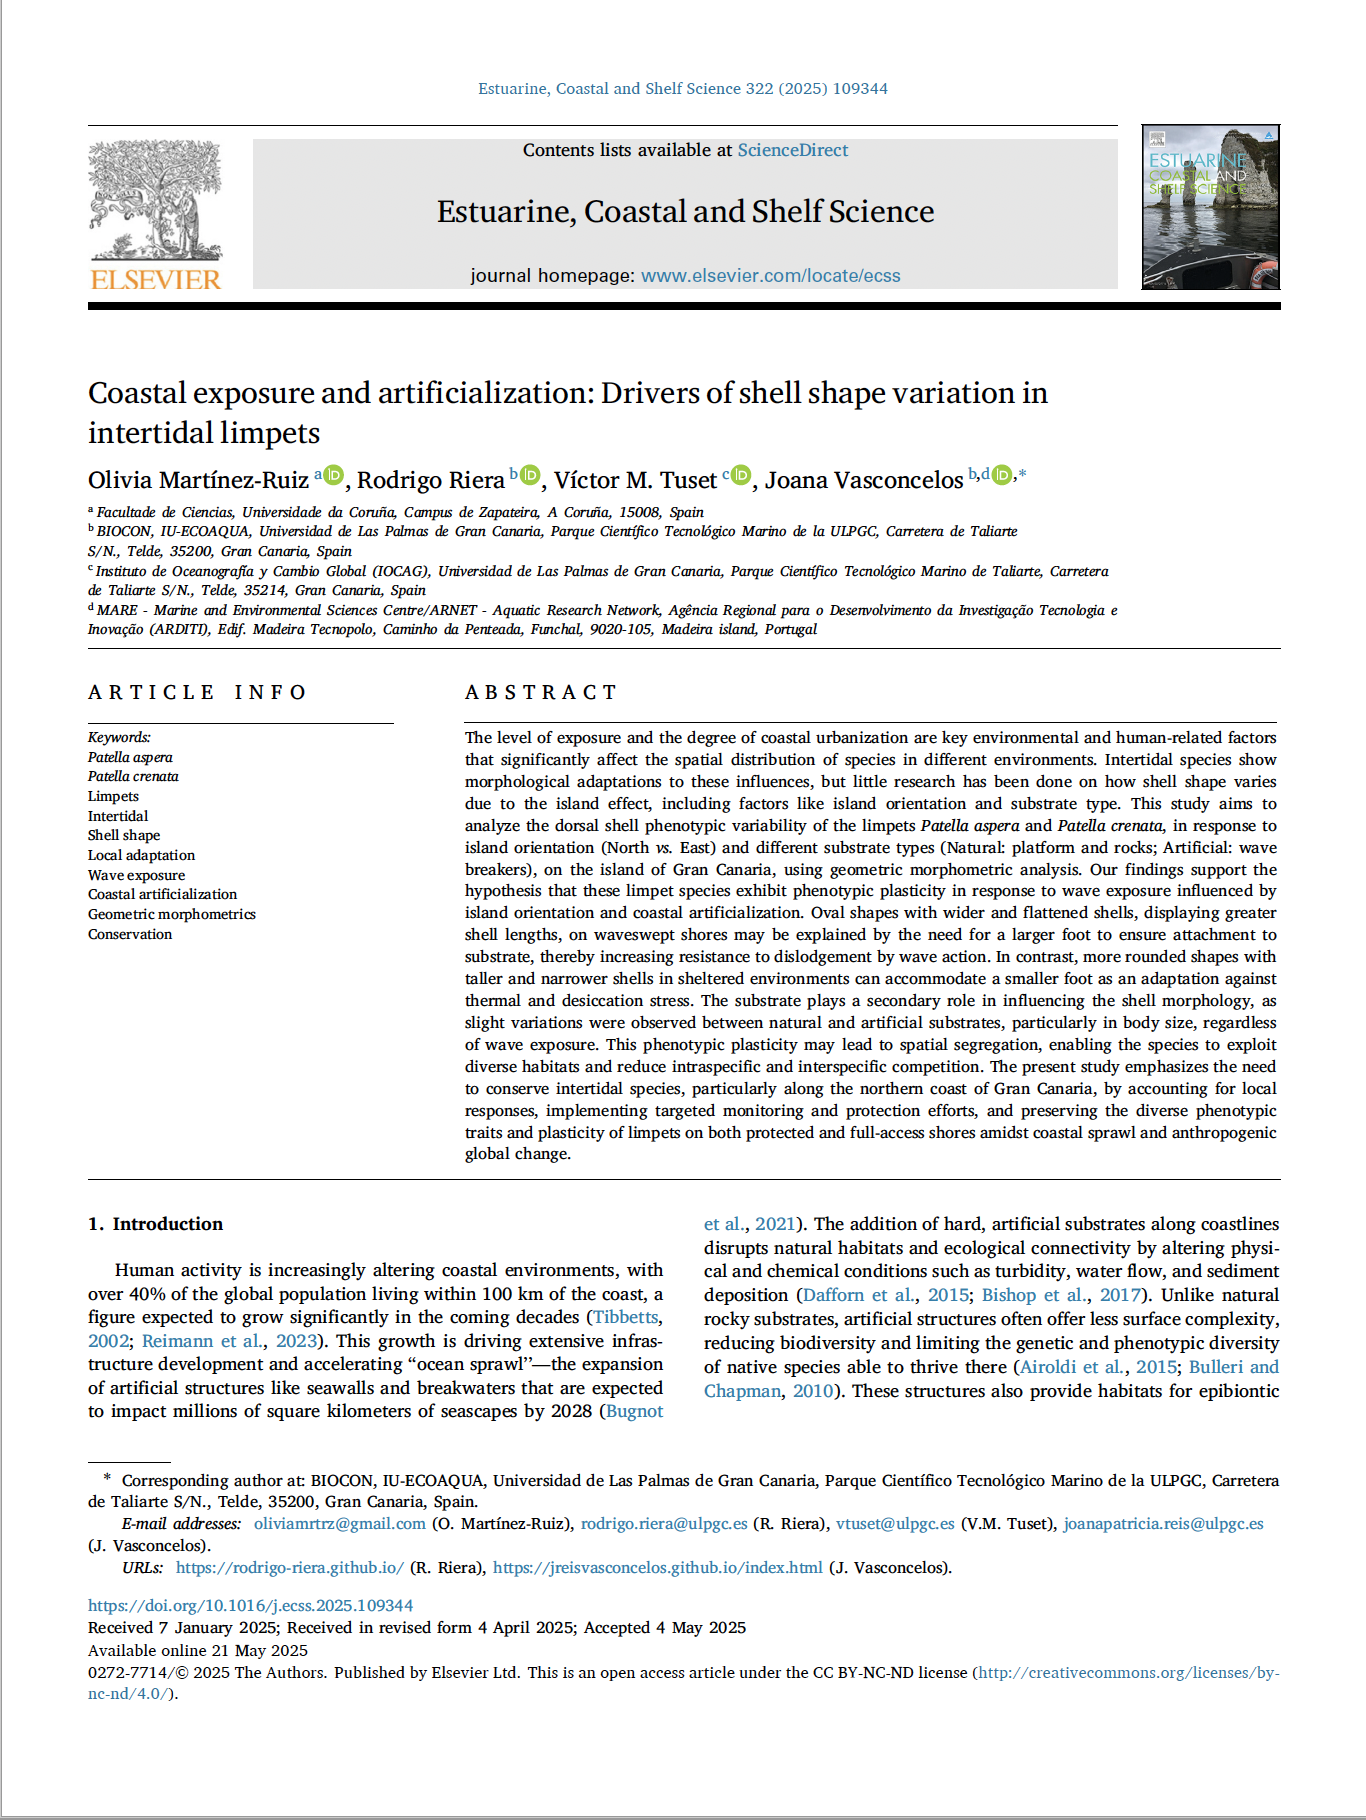 Estuarine, Coastal and Shelf Science 322 (2025) 109344
ELSEVIER
Contents lists available at ScienceDirect
Estuarine, Coastal and Shelf Science
journal homepage: www.elsevier.com/locate/ecss
ESTUARINE
COASTAL AND
SHELF SCIENCE
Coastal exposure and artificialization: Drivers of shell shape variation in
intertidal limpets
Olivia Martínez-Ruiz a iD, Rodrigo Riera b iD, Víctor M. Tuset c iD, Joana Vasconcelos b,d iD,*
a Facultade de Ciencias, Universidade da Coruña, Campus de Zapateira, A Coruña, 15008, Spain
b BIOCON, IU-ECOAQUA, Universidad de Las Palmas de Gran Canaria, Parque Científico Tecnológico Marino de la ULPGC, Carretera de Taliarte
S/N., Telde, 35200, Gran Canaria, Spain
c Instituto de Oceanografía y Cambio Global (IOCAG), Universidad de Las Palmas de Gran Canaria, Parque Científico Tecnológico Marino de Taliarte, Carretera
de Taliarte S/N., Telde, 35214, Gran Canaria, Spain
d MARE - Marine and Environmental Sciences Centre/ARNET - Aquatic Research Network, Agência Regional para o Desenvolvimento da Investigação Tecnologia e
Inovação (ARDITI), Edif. Madeira Tecnopolo, Caminho da Penteada, Funchal, 9020-105, Madeira island, Portugal
ARTICLE INFO
Keywords:
Patella aspera
Patella crenata
Limpets
Intertidal
Shell shape
Local adaptation
Wave exposure
Coastal artificialization
Geometric morphometrics
Conservation
ABSTRACT
The level of exposure and the degree of coastal urbanization are key environmental and human-related factors
that significantly affect the spatial distribution of species in different environments. Intertidal species show
morphological adaptations to these influences, but little research has been done on how shell shape varies
due to the island effect, including factors like island orientation and substrate type. This study aims to
analyze the dorsal shell phenotypic variability of the limpets Patella aspera and Patella crenata, in response to
island orientation (North vs. East) and different substrate types (Natural: platform and rocks; Artificial: wave
breakers), on the island of Gran Canaria, using geometric morphometric analysis. Our findings support the
hypothesis that these limpet species exhibit phenotypic plasticity in response to wave exposure influenced by
island orientation and coastal artificialization. Oval shapes with wider and flattened shells, displaying greater
shell lengths, on waveswept shores may be explained by the need for a larger foot to ensure attachment to
substrate, thereby increasing resistance to dislodgement by wave action. In contrast, more rounded shapes with
taller and narrower shells in sheltered environments can accommodate a smaller foot as an adaptation against
thermal and desiccation stress. The substrate plays a secondary role in influencing the shell morphology, as
slight variations were observed between natural and artificial substrates, particularly in body size, regardless
of wave exposure. This phenotypic plasticity may lead to spatial segregation, enabling the species to exploit
diverse habitats and reduce intraspecific and interspecific competition. The present study emphasizes the need
to conserve intertidal species, particularly along the northern coast of Gran Canaria, by accounting for local
responses, implementing targeted monitoring and protection efforts, and preserving the diverse phenotypic
traits and plasticity of limpets on both protected and full-access shores amidst coastal sprawl and anthropogenic
global change.
1. Introduction
Human activity is increasingly altering coastal environments, with
over 40% of the global population living within 100 km of the coast, a
figure expected to grow significantly in the coming decades (Tibbetts,
2002; Reimann et al., 2023). This growth is driving extensive infras-
tructure development and accelerating “ocean sprawl’’—the expansion
of artificial structures like seawalls and breakwaters that are expected
to impact millions of square kilometers of seascapes by 2028 (Bugnot
et al., 2021). The addition of hard, artificial substrates along coastlines
disrupts natural habitats and ecological connectivity by altering physi-
cal and chemical conditions such as turbidity, water flow, and sediment
deposition (Dafforn et al., 2015; Bishop et al., 2017). Unlike natural
rocky substrates, artificial structures often offer less surface complexity,
reducing biodiversity and limiting the genetic and phenotypic diversity
of native species able to thrive there (Airoldi et al., 2015; Bulleri and
Chapman, 2010). These structures also provide habitats for epibiontic
* Corresponding author at: BIOCON, IU-ECOAQUA, Universidad de Las Palmas de Gran Canaria, Parque Científico Tecnológico Marino de la ULPGC, Carretera
de Taliarte S/N., Telde, 35200, Gran Canaria, Spain.
E-mail addresses: oliviamrtrz@gmail.com (O. Martínez-Ruiz), rodrigo.riera@ulpgc.es (R. Riera), vtuset@ulpgc.es (V.M. Tuset), joanapatricia.reis@ulpgc.es
(J. Vasconcelos).
URLs: https://rodrigo-riera.github.io/ (R. Riera), https://jreisvasconcelos.github.io/index.html (J. Vasconcelos).
https://doi.org/10.1016/j.ecss.2025.109344
Received 7 January 2025; Received in revised form 4 April 2025; Accepted 4 May 2025
Available online 21 May 2025
0272-7714/© 2025 The Authors. Published by Elsevier Ltd. This is an open access article under the CC BY-NC-ND license (http://creativecommons.org/licenses/by-
nc-nd/4.0/).